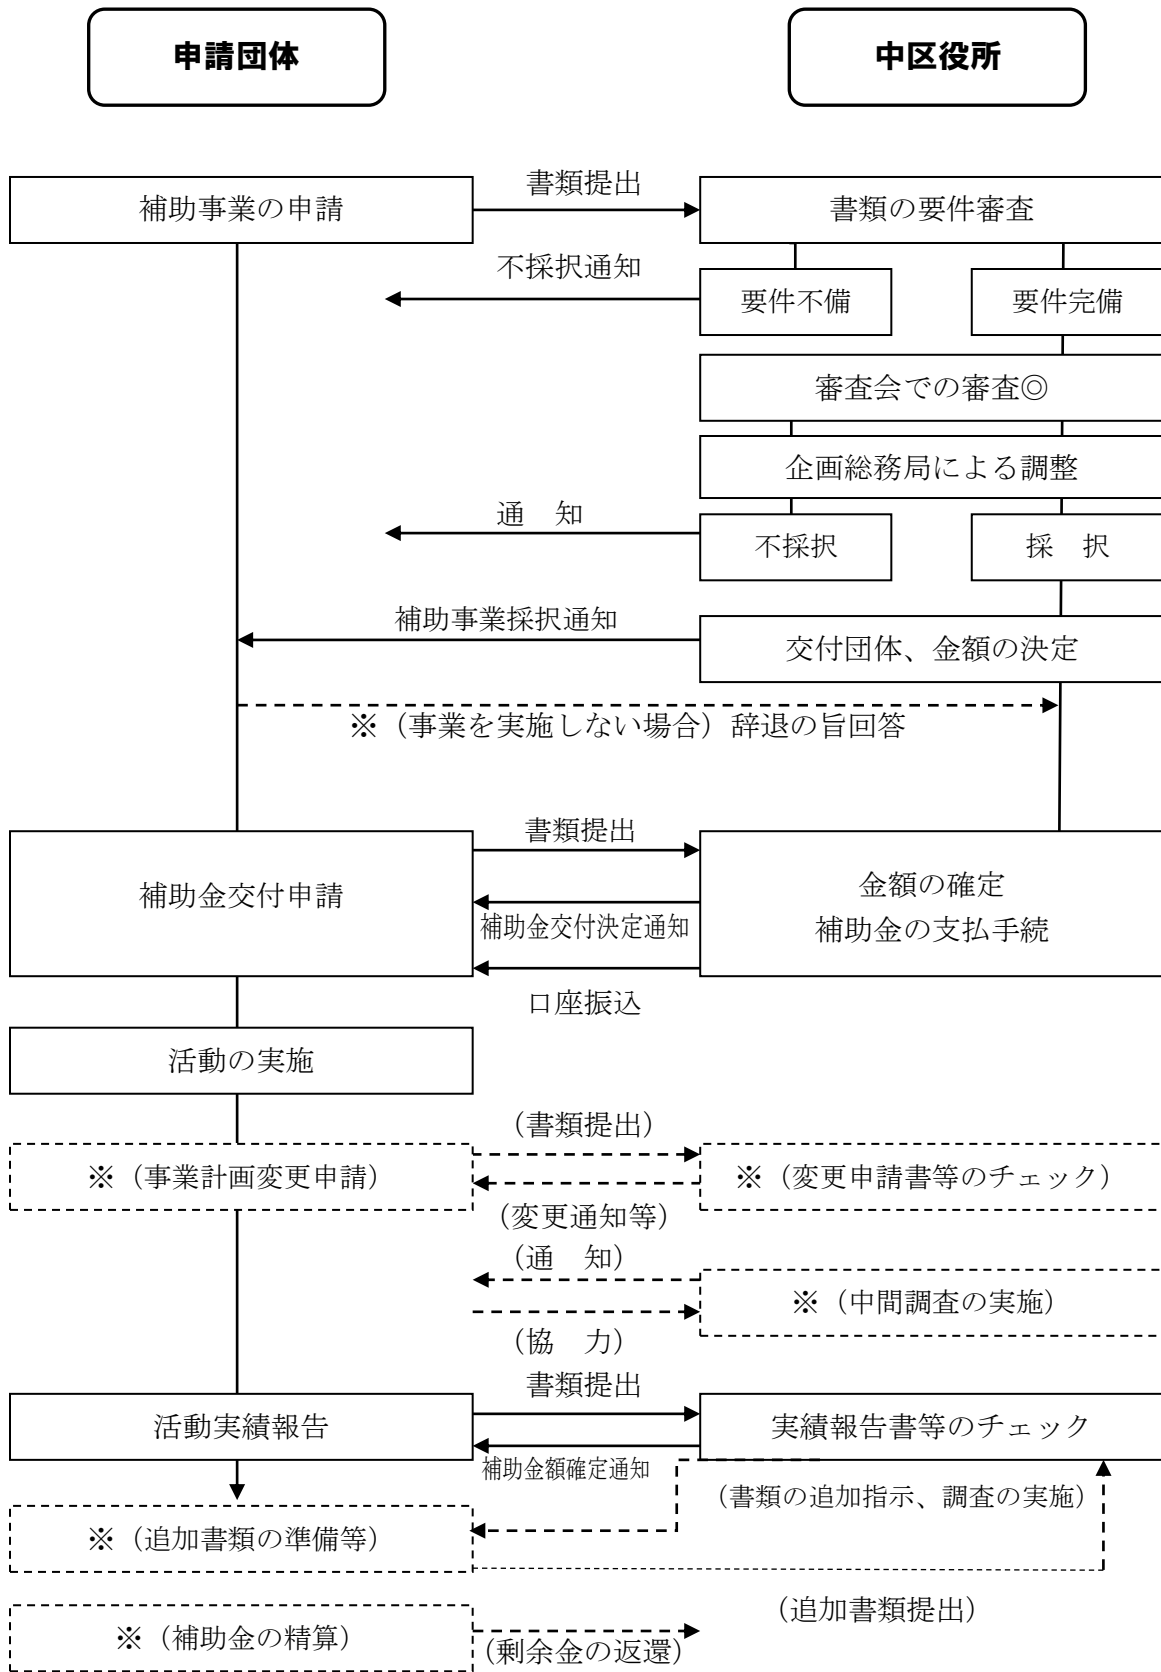 申請団体
中区役所
補助事業の申請
書類提出
書類の要件審査
不採択通知
要件不備
要件完備
審査会での審査◎
企画総務局による調整
通　知
不採択
採　択
補助事業採択通知
交付団体、金額の決定
※（事業を実施しない場合）辞退の旨回答
補助金交付申請
書類提出
金額の確定
補助金の支払手続
補助金交付決定通知
口座振込
活動の実施
（書類提出）
※（事業計画変更申請）
※（変更申請書等のチェック）
（変更通知等）
（通　知）
※（中間調査の実施）
（協　力）
書類提出
活動実績報告
実績報告書等のチェック
補助金額確定通知
（書類の追加指示、調査の実施）
※（追加書類の準備等）
（追加書類提出）
※（補助金の精算）
（剰余金の返還）